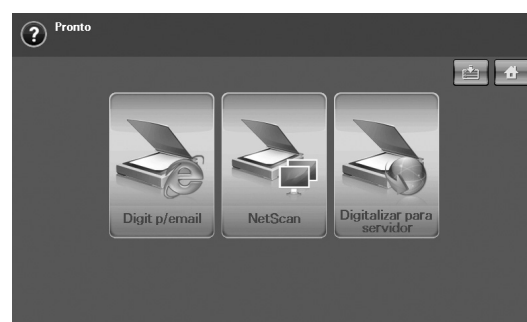 Pronto
Digit p/email
NetScan
Digitalizar para
servidor